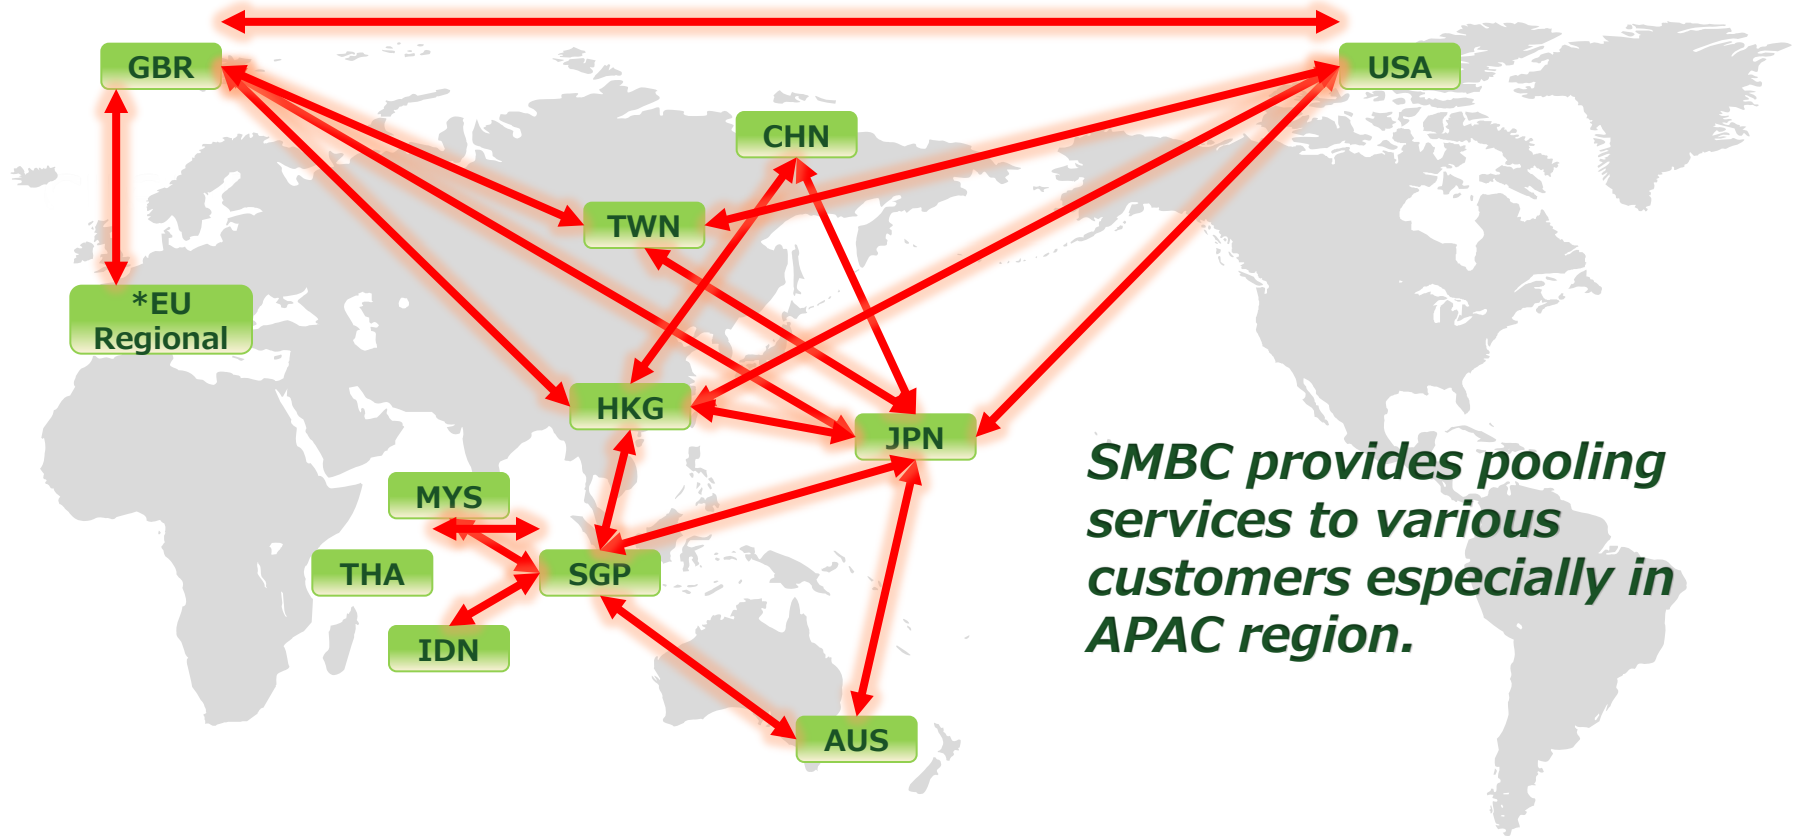 GBR
USA
CHN
TWN
*EU
Regional
HKG
JPN
MYS
THA
SGP
IDN
AUS
SMBC provides pooling
services to various
customers especially in
APAC region.